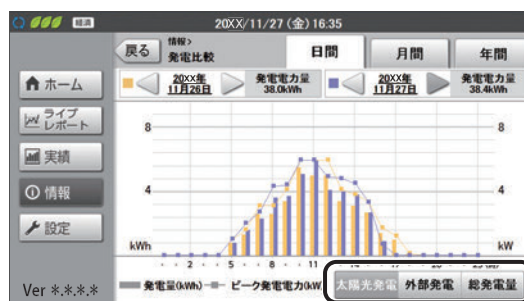 経済 20XX/11/27(金)16:35
戻る 情報> 発電比較 日間 月間 年間
ホーム
20XX年 11月26日 発電電力量 38.0kWh 20XX年 11月27日 発電電力量 38.4kWh
ライブ レポート
実績
情報
設定
8 8
4 4
kWh kW
2 5 8 11 14
発電量(kWh) ピーク発電電力(kW) 太陽光発電 外部発電 総発電量
Ver *.*.*.*